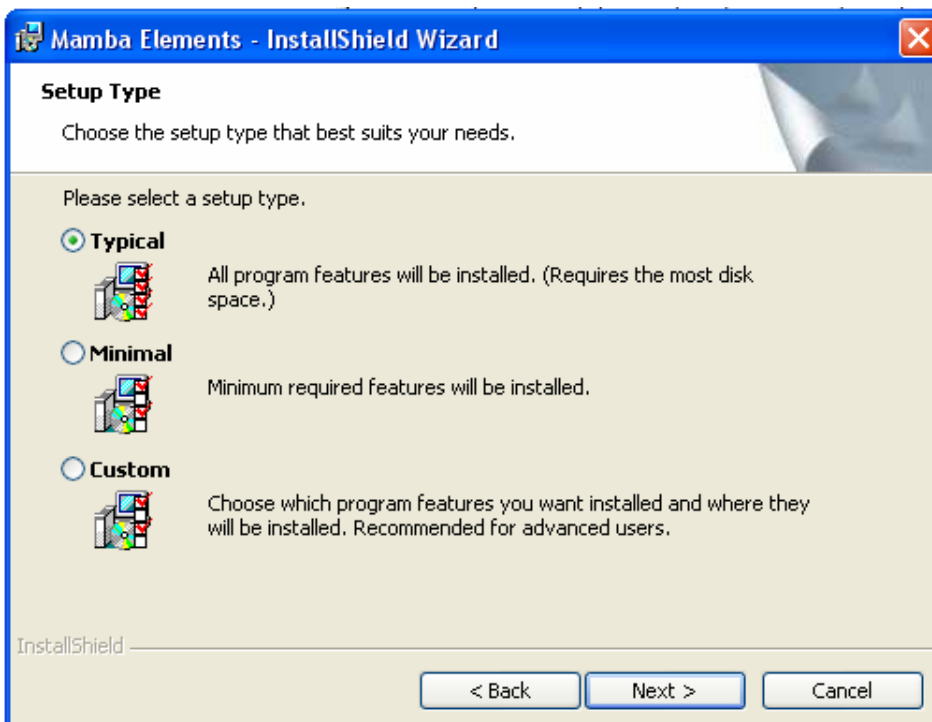 Mamba Elements - InstallShield Wizard
Setup Type
Choose the setup type that best suits your needs.
Please select a setup type.
Typical
All program features will be installed. (Requires the most disk
space.)
Minimal
Minimum required features will be installed.
Custom
Choose which program features you want installed and where they
will be installed. Recommended for advanced users.
InstallShield
< Back
Next >
Cancel